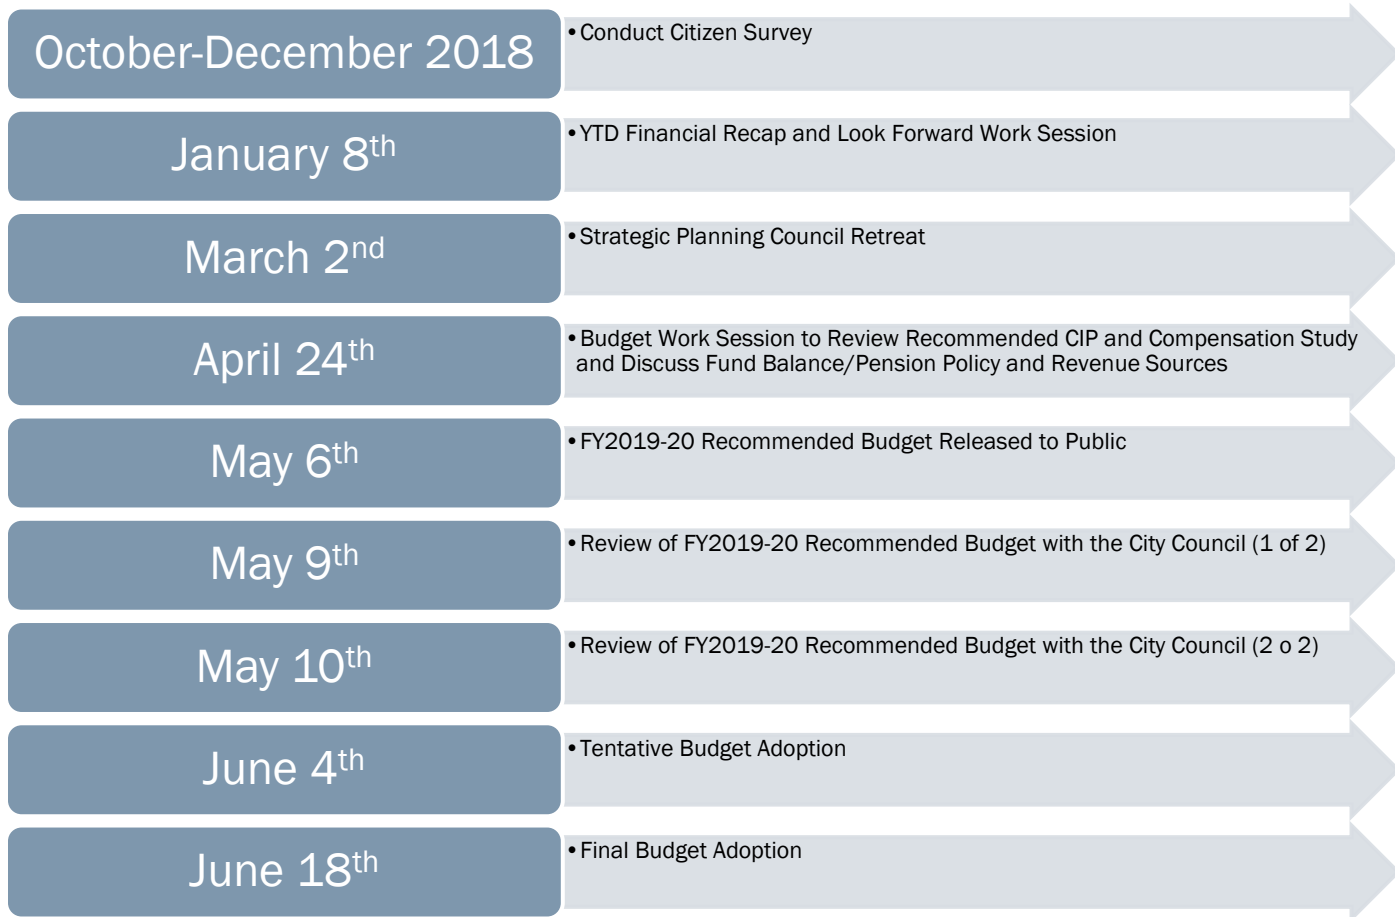 October-December 2018
•Conduct Citizen Survey
January 8th
•YTD Financial Recap and Look Forward Work Session
March 2nd
•Strategic Planning Council Retreat
April 24th
•Budget Work Session to Review Recommended CIP and Compensation Study
and Discuss Fund Balance/Pension Policy and Revenue Sources
May 6th
•FY2019-20 Recommended Budget Released to Public
May 9th
•Review of FY2019-20 Recommended Budget with the City Council (1 of 2)
May 10th
•Review of FY2019-20 Recommended Budget with the City Council (2 o 2)
June 4th
•Tentative Budget Adoption
June 18th
•Final Budget Adoption